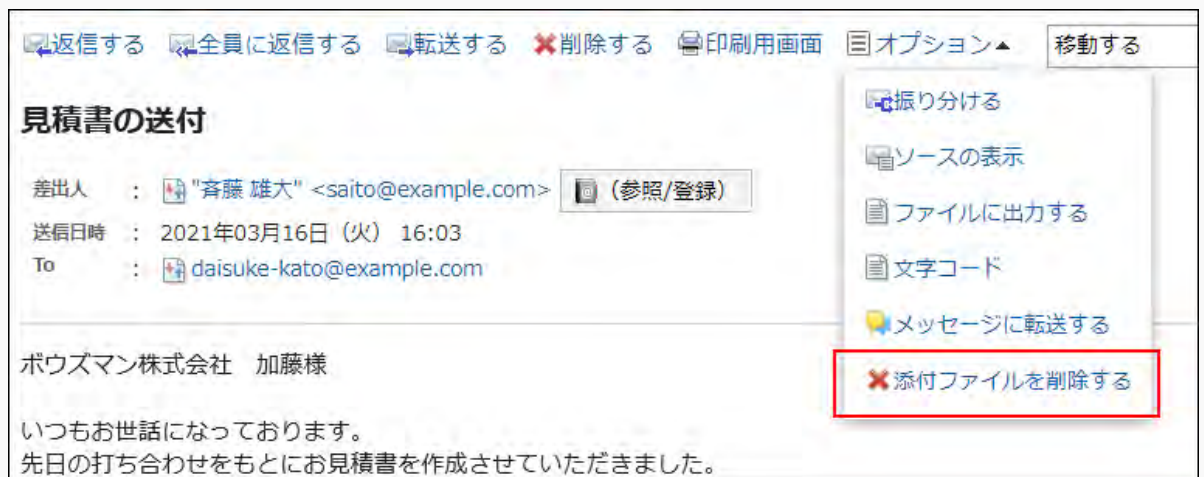 返信する 全員に返信する 転送する 削除する 印刷用画面 オプション▲ 移動する
振り分ける
ソースの表示
ファイルに出力する
文字コード
メッセージに転送する
添付ファイルを削除する
見積書の送付
差出人 : "斉藤 雄大" <saito@example.com> (参照/登録)
送信日時 : 2021年03月16日(火) 16:03
To : daisuke-kato@example.com
ボウズマン株式会社 加藤様
いつもお世話になっております。
先日の打ち合わせをもとにお見積書を作成させていただきました。